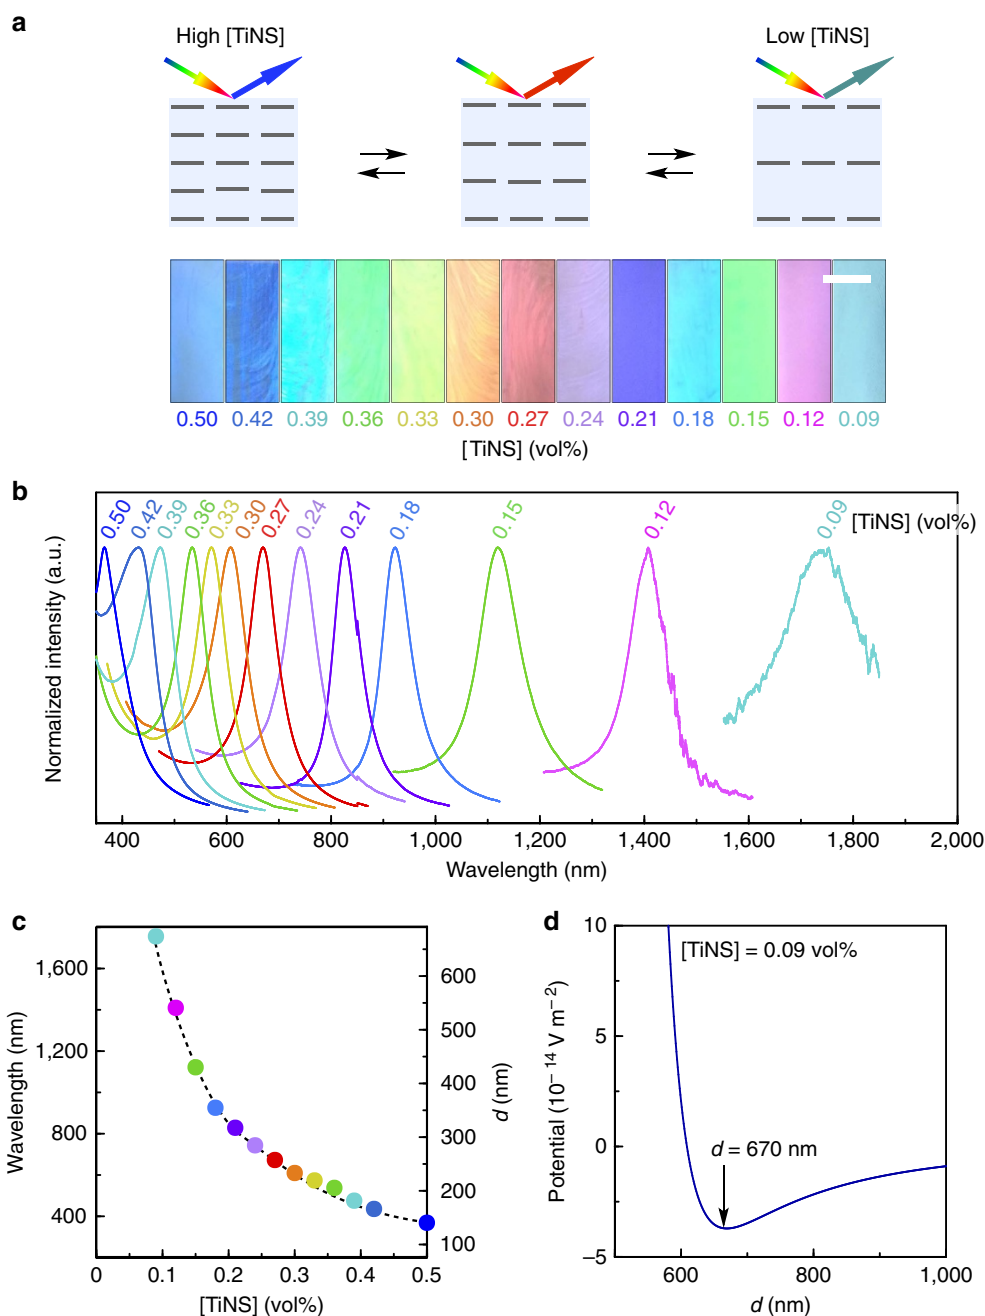 a
High [TiNS]
Low [TiNS]
0.50 0.42 0.39 0.36 0.33 0.30 0.27 0.24 0.21 0.18 0.15 0.12 0.09
[TiNS] (vol%)
b
0.50 0.42 0.39 0.36 0.33 0.30 0.27 0.24 0.21 0.18 0.15 0.12 0.09 [TiNS] (vol%)
Normalized intensity (a.u.)
400 600 800 1,000 1,200 1,400 1,600 1,800 2,000
Wavelength (nm)
c
Wavelength (nm)
1,600
1,200
800
400
600
500
400
300
200
100
d (nm)
0 0.1 0.2 0.3 0.4 0.5
[TiNS] (vol%)
d
Potential (10⁻¹⁴ V m⁻²)
10
5
0
−5
[TiNS] = 0.09 vol%
d = 670 nm
600 800 1,000
d (nm)